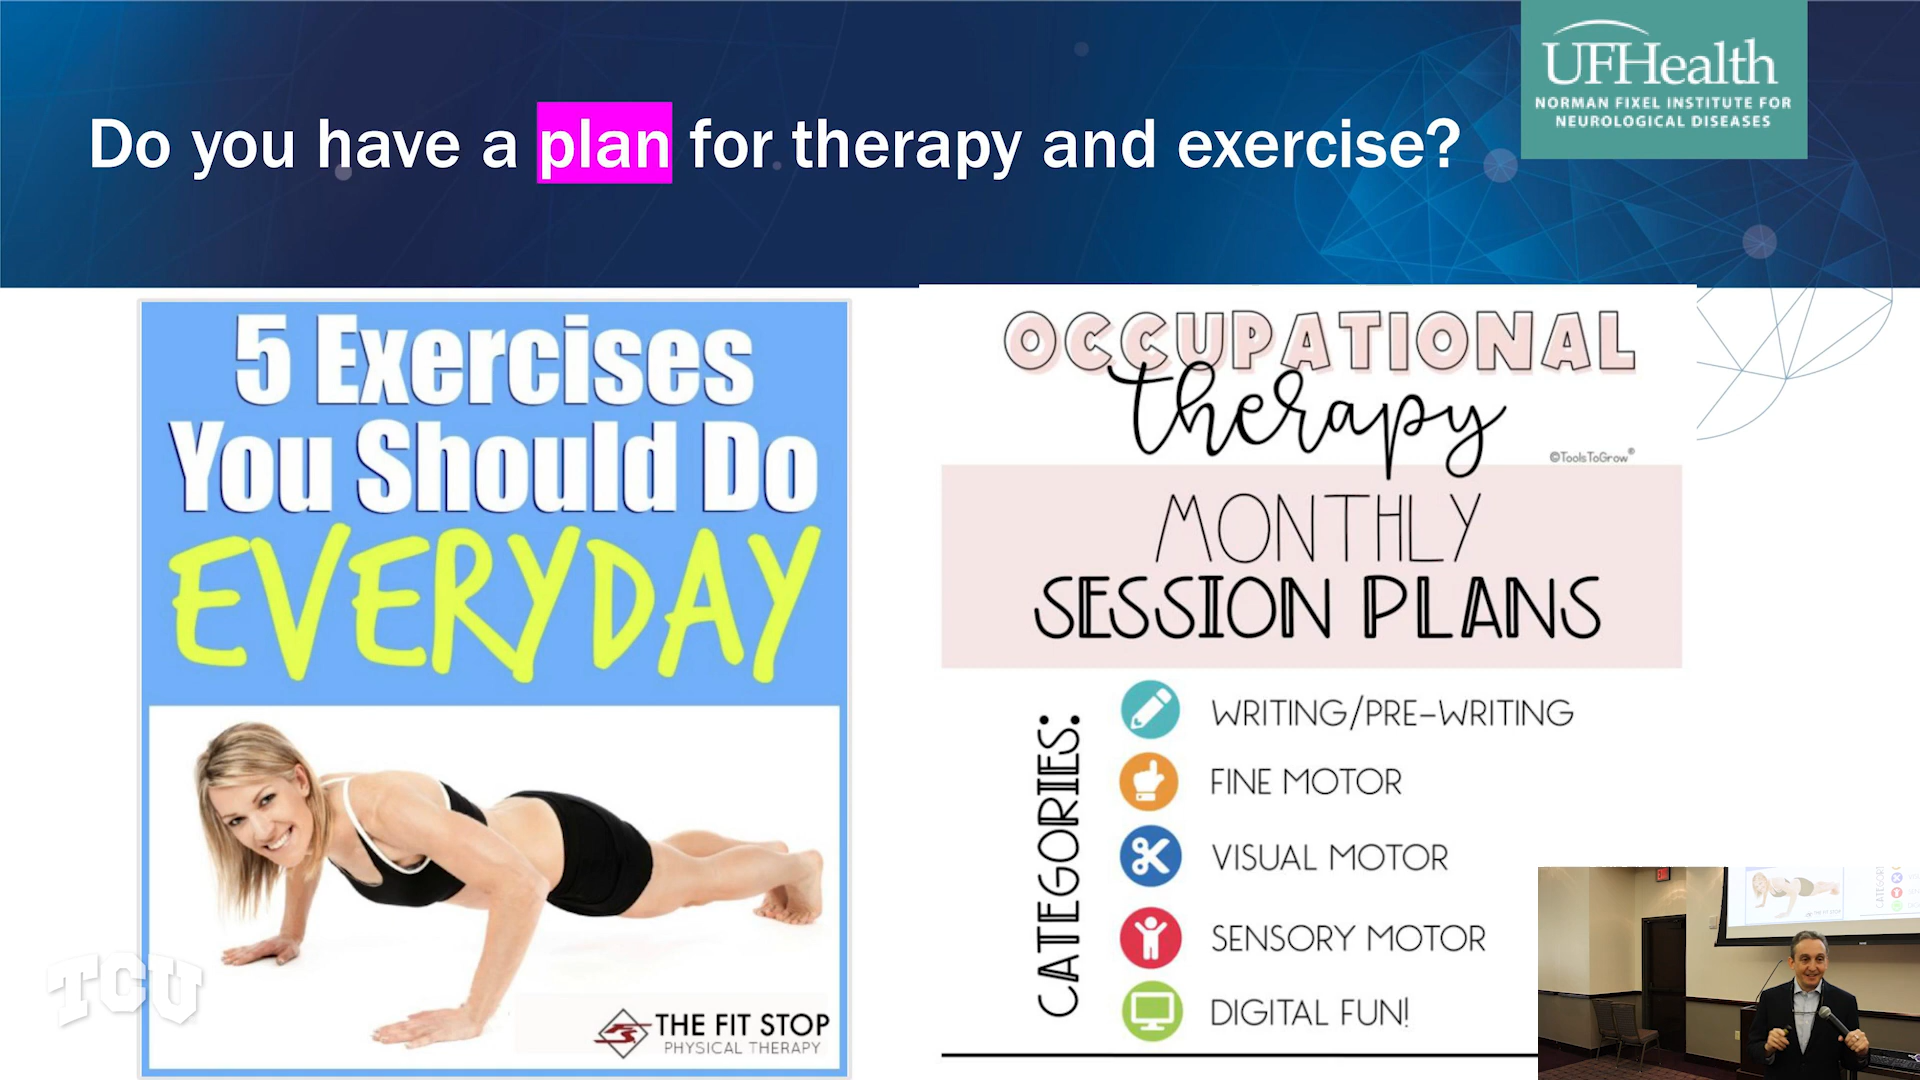 UFHealth
NORMAN FIXEL INSTITUTE FOR
NEUROLOGICAL DISEASES
Do you have a plan for therapy and exercise?
5 Exercises
You Should Do
EVERYDAY
TCU
THE FIT STOP
PHYSICAL THERAPY
OCCUPATIONAL
therapy
©ToolsToGrow®
MONTHLY
SESSION PLANS
CATEGORIES:
WRITING/PRE-WRITING
FINE MOTOR
VISUAL MOTOR
SENSORY MOTOR
DIGITAL FUN!